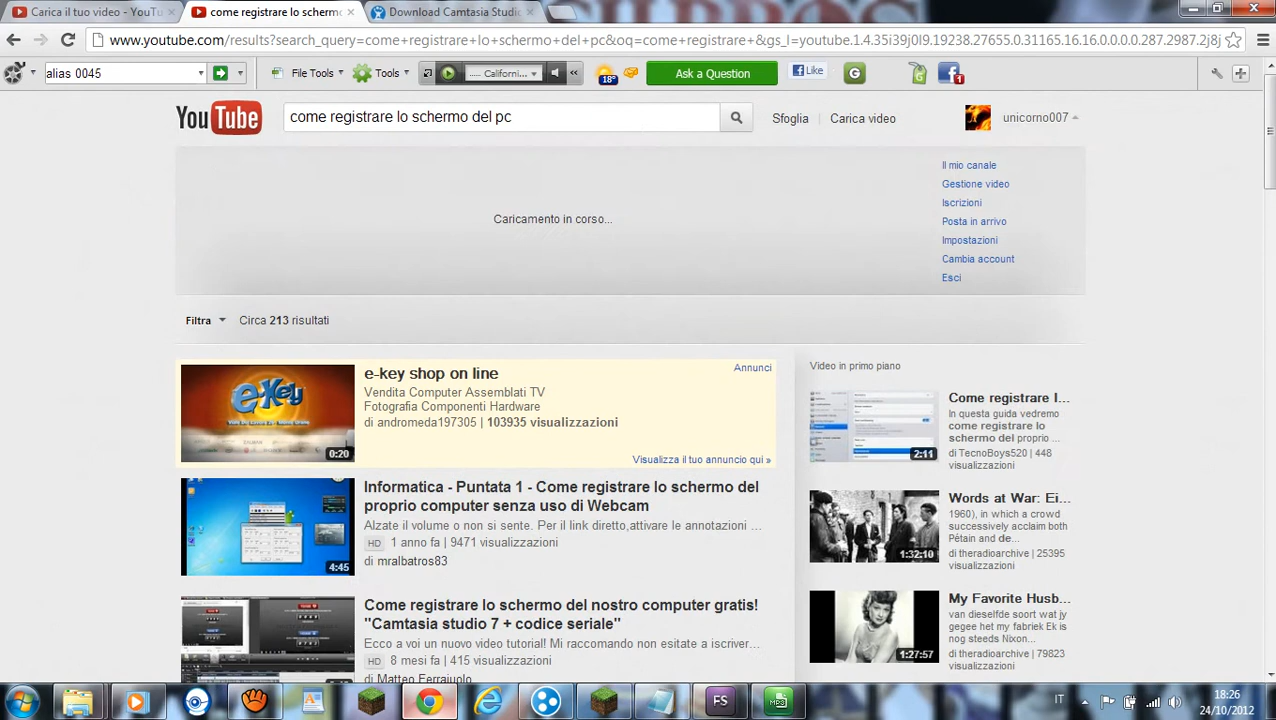 Carica il tuo video - YouTu
come registrare lo scherm
Download Camtasia Studio
www.youtube.com/results?search_query=come+registrare+lo+schermo+del+pc&oq=come+registrare+&gs_l=youtube.1.4.35i39j0l9.19238.27655.0.31165.16.16.0.0.0.0.287.2987.2j8j
alias 0045
File Tools
Tools
.... Californi...
18°
Ask a Question
Like
G
1
YouTube
come registrare lo schermo del pc
Sfoglia
Carica video
unicorno007
Caricamento in corso...
Il mio canale
Gestione video
Iscrizioni
Posta in arrivo
Impostazioni
Cambia account
Esci
Filtra
Circa 213 risultati
e-key
0:20
e-key shop on line
Annunci
Vendita Computer Assemblati TV
Fotografia Componenti Hardware
di andromeda197305 | 103935 visualizzazioni
Visualizza il tuo annuncio qui »
4:45
Informatica - Puntata 1 - Come registrare lo schermo del
proprio computer senza uso di Webcam
Alzate il volume o non si sente. Per il link diretto,attivare le annotazioni ...
HD 1 anno fa | 9471 visualizzazioni
di mralbatros83
Come registrare lo schermo del nostro computer gratis!
"Camtasia studio 7 + codice seriale"
Ecco a voi un nuovo video tutorial! Mi raccomando non esitate a iscriver...
visualizzazioni
Video in primo piano
2:11
Come registrare l...
In questa guida vedremo
come registrare lo
schermo del proprio ...
di TecnoBoys520 | 448
visualizzazioni
1:32:10
Words at War: Ei...
1960), in which a crowd
successively acclaim both
Pétain and de...
di theradioarchive | 25395
visualizzazioni
1:27:57
My Favorite Husb...
van desefide sport wat jy
gegee het my fabriek Ek is
nog steeds Nixon...
di theradioarchive | 79823
visualizzazioni
FS
MP3
IT
18:26
24/10/2012